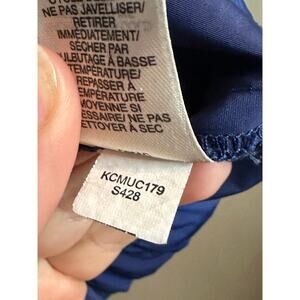 NE PAS JAVELLISER/
RETIRER
IMMÉDIATEMENT/
SÉCHER PAR
CULBUTAGE À BASSE
TEMPÉRATURE/
REPASSER À
TEMPÉRATURE
MOYENNE SI
NÉCESSAIRE/ NE PAS
NETTOYER À SEC
KCMUC179
S428